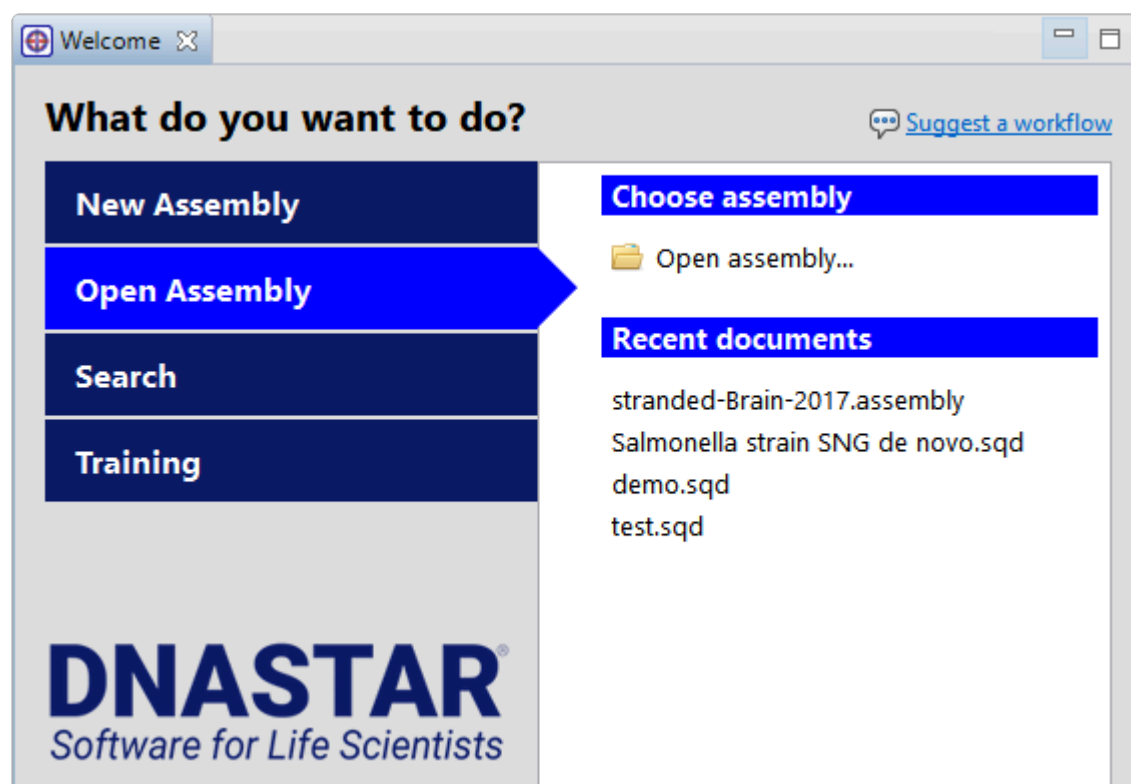 Welcome
What do you want to do?
Suggest a workflow
New Assembly
Open Assembly
Search
Training
Choose assembly
Open assembly...
Recent documents
stranded-Brain-2017.assembly
Salmonella strain SNG de novo.sqd
demo.sqd
test.sqd
DNASTAR®
Software for Life Scientists